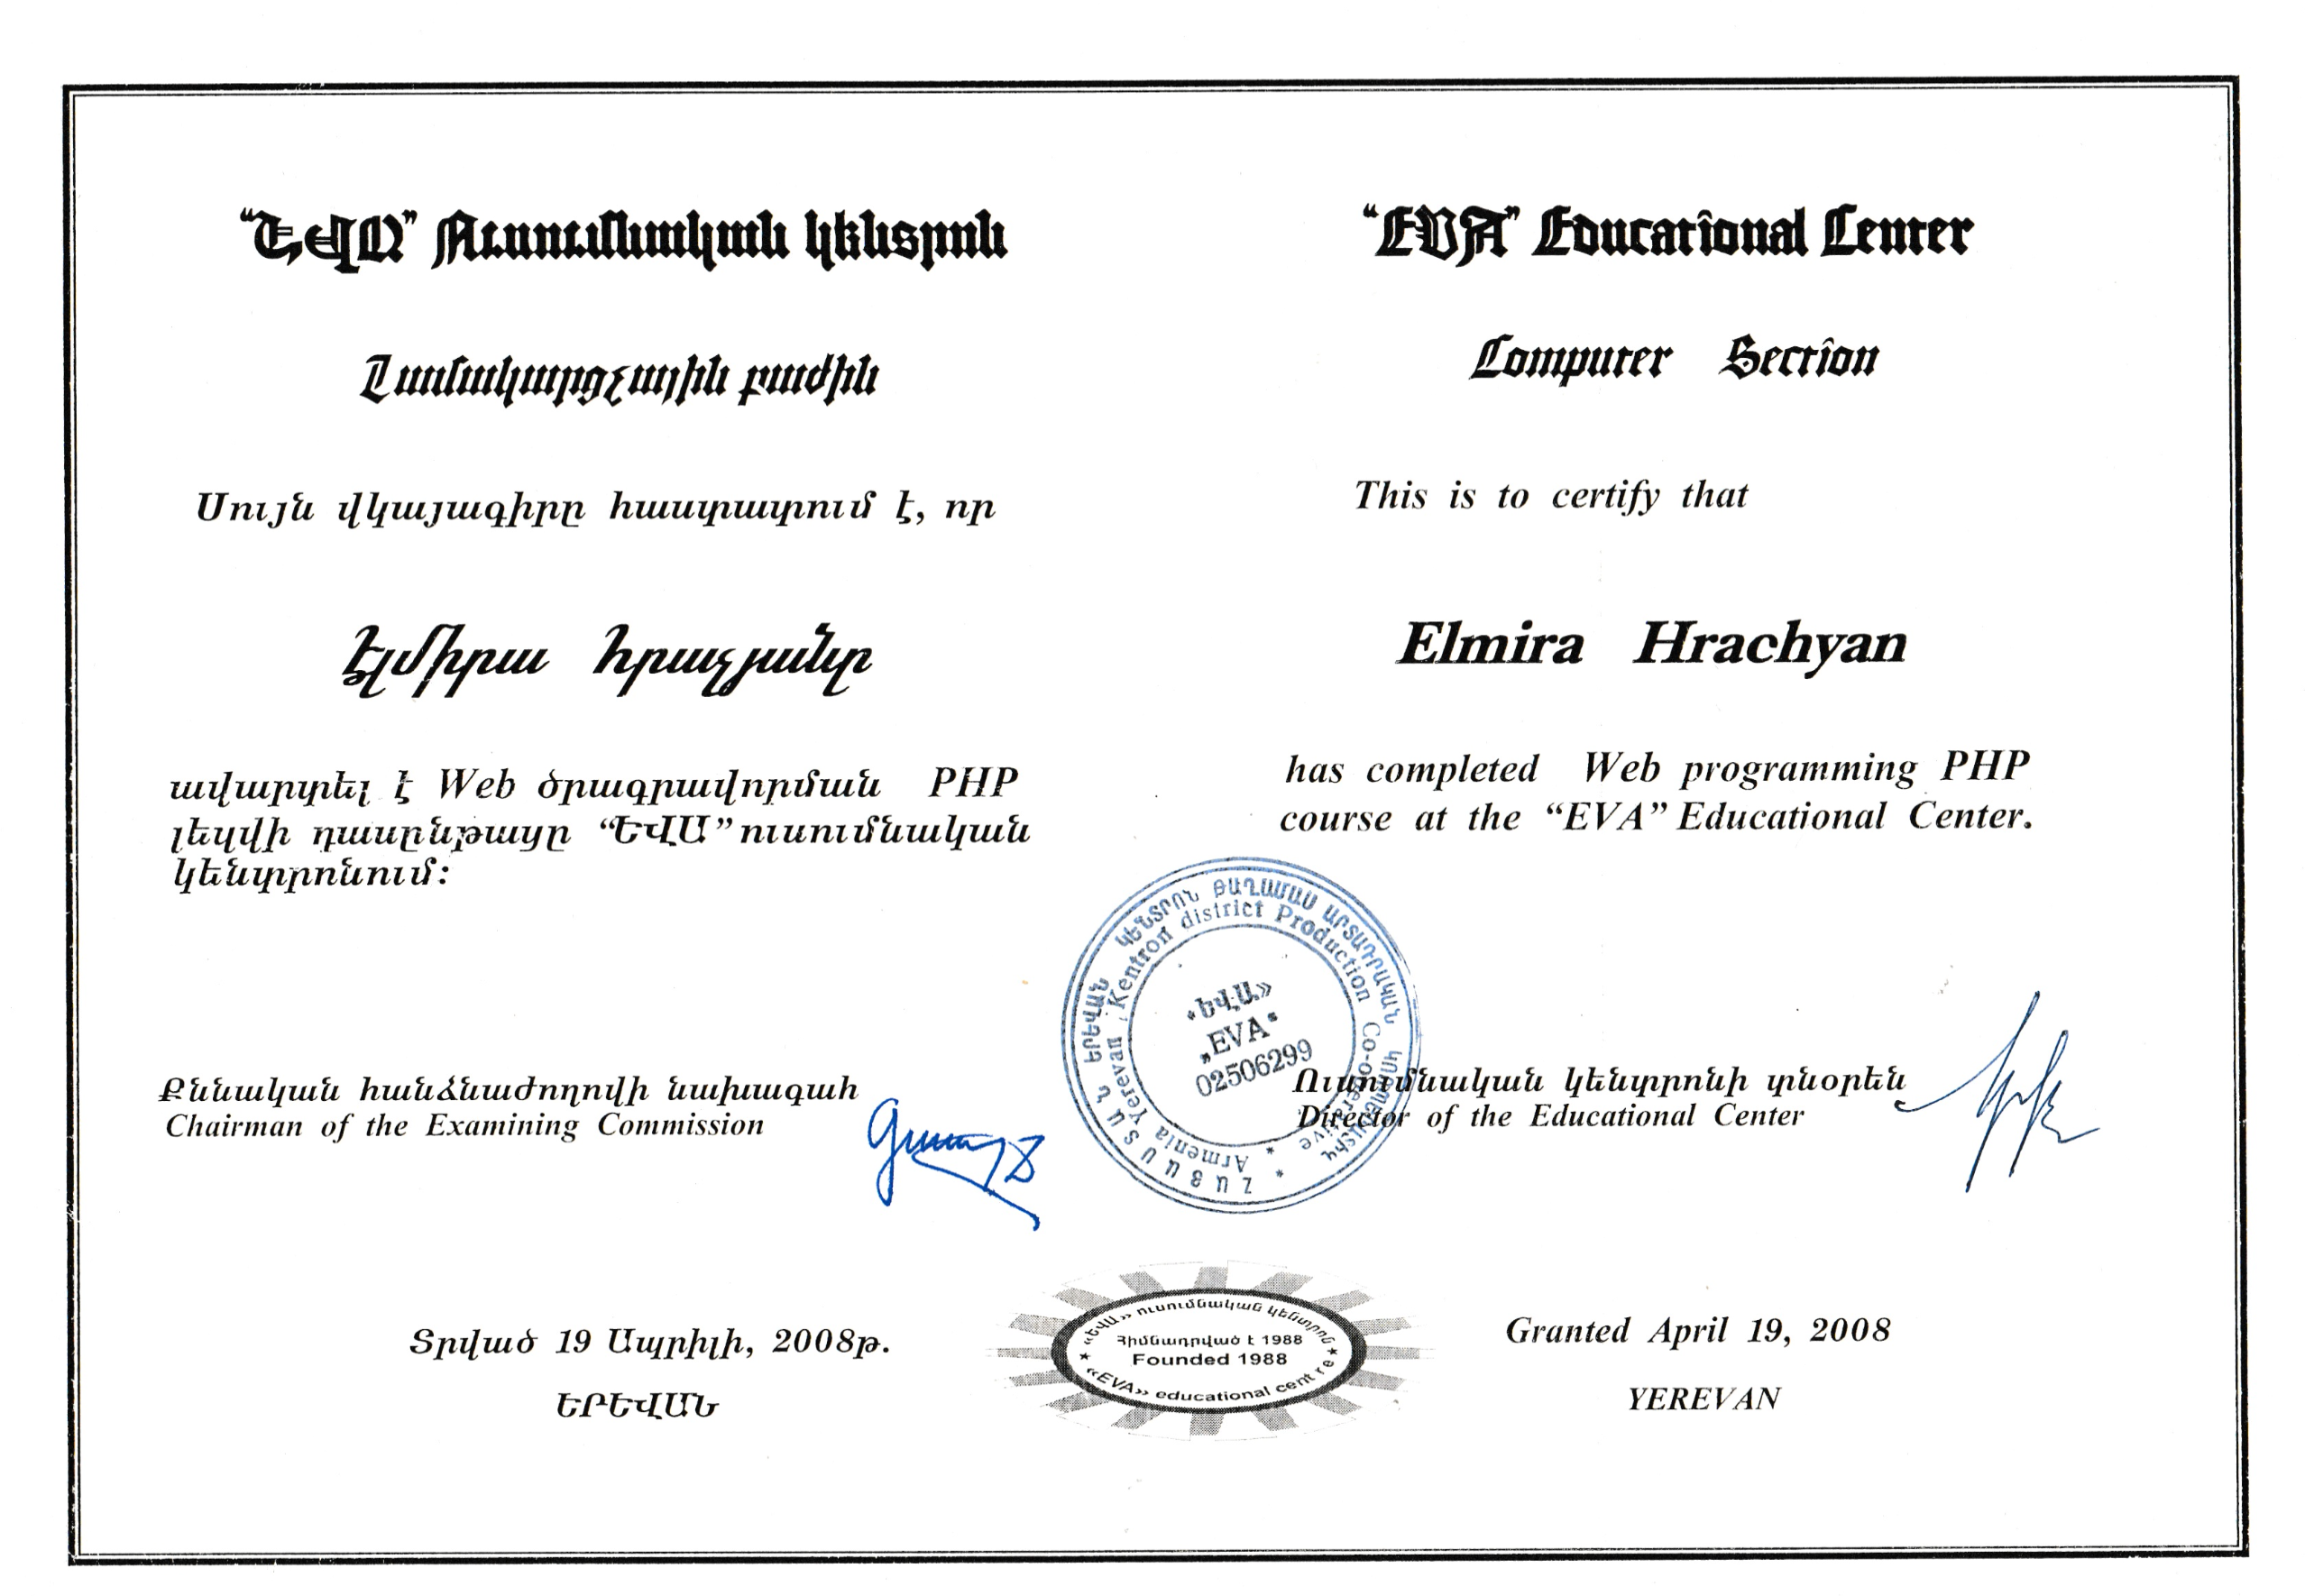 “ԵՎԱ” Ուսումնական կենտրոն
Համակարգչային բաժին
Սույն վկայագիրը հաստատում է, որ
Էլմիրա Հրաչյանը
ավարտել է Web ծրագրավորման PHP
լեզվի դասընթացը “ԵՎԱ” ուսումնական
կենտրոնում:
Քննական հանձնաժողովի նախագահ
Chairman of the Examining Commission
Տրված 19 Ապրիլի, 2008թ.
ԵՐԵՎԱՆ
“EVA” Educational Center
Computer Section
This is to certify that
Elmira Hrachyan
has completed Web programming PHP
course at the “EVA” Educational Center.
Ուսումնական կենտրոնի տնօրեն
Director of the Educational Center
Granted April 19, 2008
YEREVAN
ՀԱՅԱՍՏԱՆ ԵՐԵՎԱՆ ԿԵՆՏՐՈՆ ԹԱՂԱՄԱՍ ԱՐՏԱԴՐԱԿԱՆ ԿՈՈՊԵՐԱՏԻՎ *
Armenia Yerevan Kentron district Production Co-operative *
«ԵՎԱ»
„EVA“
02506299
«ԵՎԱ» ուսումնական կենտրոն
Հիմնադրված է 1988
Founded 1988
«EVA» educational centre